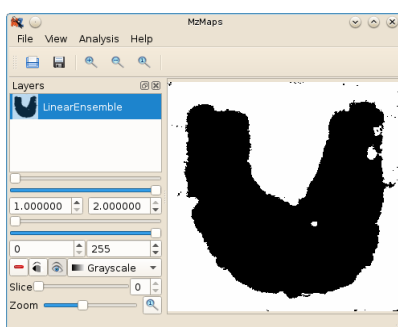 MzMaps
File View Analysis Help
Layers
LinearEnsemble
1.000000 2.000000
0 255
Grayscale
Slice 0
Zoom